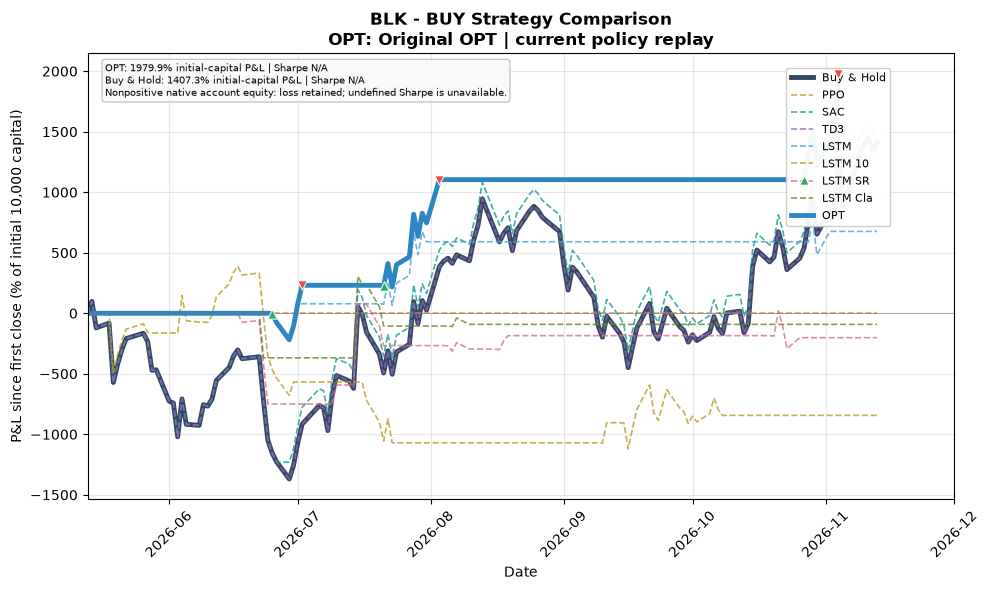 BLK - BUY Strategy Comparison
OPT: Original OPT | current policy replay
OPT: 1979.9% initial-capital P&L | Sharpe N/A
Buy & Hold: 1407.3% initial-capital P&L | Sharpe N/A
Nonpositive native account equity: loss retained; undefined Sharpe is unavailable.
Buy & Hold
PPO
SAC
TD3
LSTM
LSTM 10
LSTM SR
LSTM Cla
OPT
P&L since first close (% of initial 10,000 capital)
2000
1500
1000
500
0
−500
−1000
−1500
2026-06
2026-07
2026-08
2026-09
2026-10
2026-11
2026-12
Date